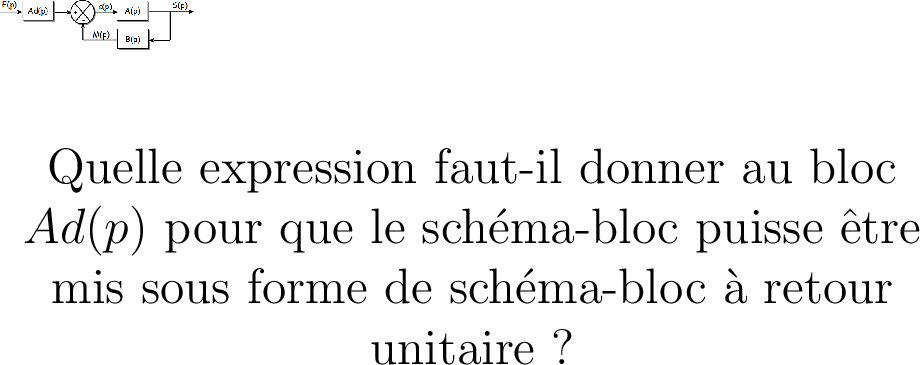 E(p) Ad(p) + - ε(p) A(p) S(p)
M(p) B(p)
Quelle expression faut-il donner au bloc
Ad(p) pour que le schéma-bloc puisse être
mis sous forme de schéma-bloc à retour
unitaire ?